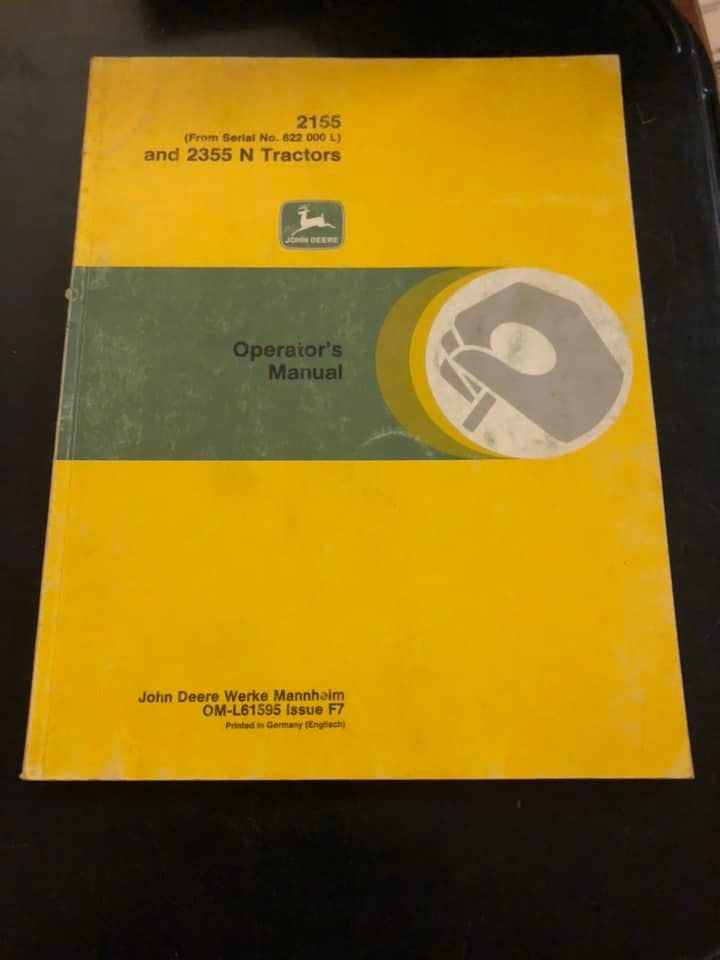 2155
(From Serial No. 622 000 L)
and 2355 N Tractors
JOHN DEERE
Operator's
Manual
John Deere Werke Mannheim
OM-L61595 Issue F7
Printed in Germany (Englisch)